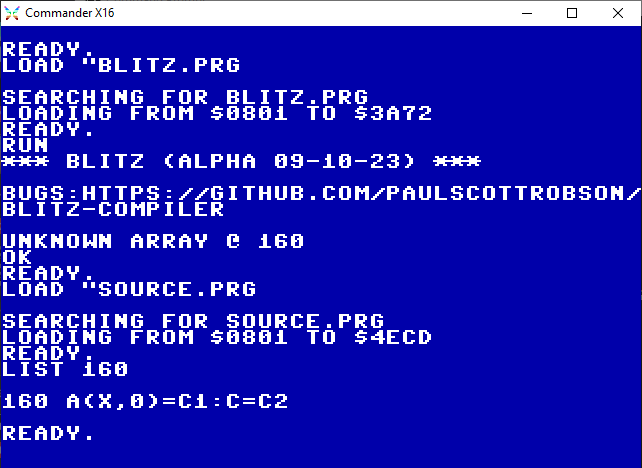 Commander X16
READY.
LOAD "BLITZ.PRG
SEARCHING FOR BLITZ.PRG
LOADING FROM $0801 TO $3A72
READY.
RUN
*** BLITZ (ALPHA 09-10-23) ***
BUGS:HTTPS://GITHUB.COM/PAULSCOTTROBSON/
BLITZ-COMPILER
UNKNOWN ARRAY @ 160
OK
READY.
LOAD "SOURCE.PRG
SEARCHING FOR SOURCE.PRG
LOADING FROM $0801 TO $4ECD
READY.
LIST 160
160 A(X,0)=C1:C=C2
READY.